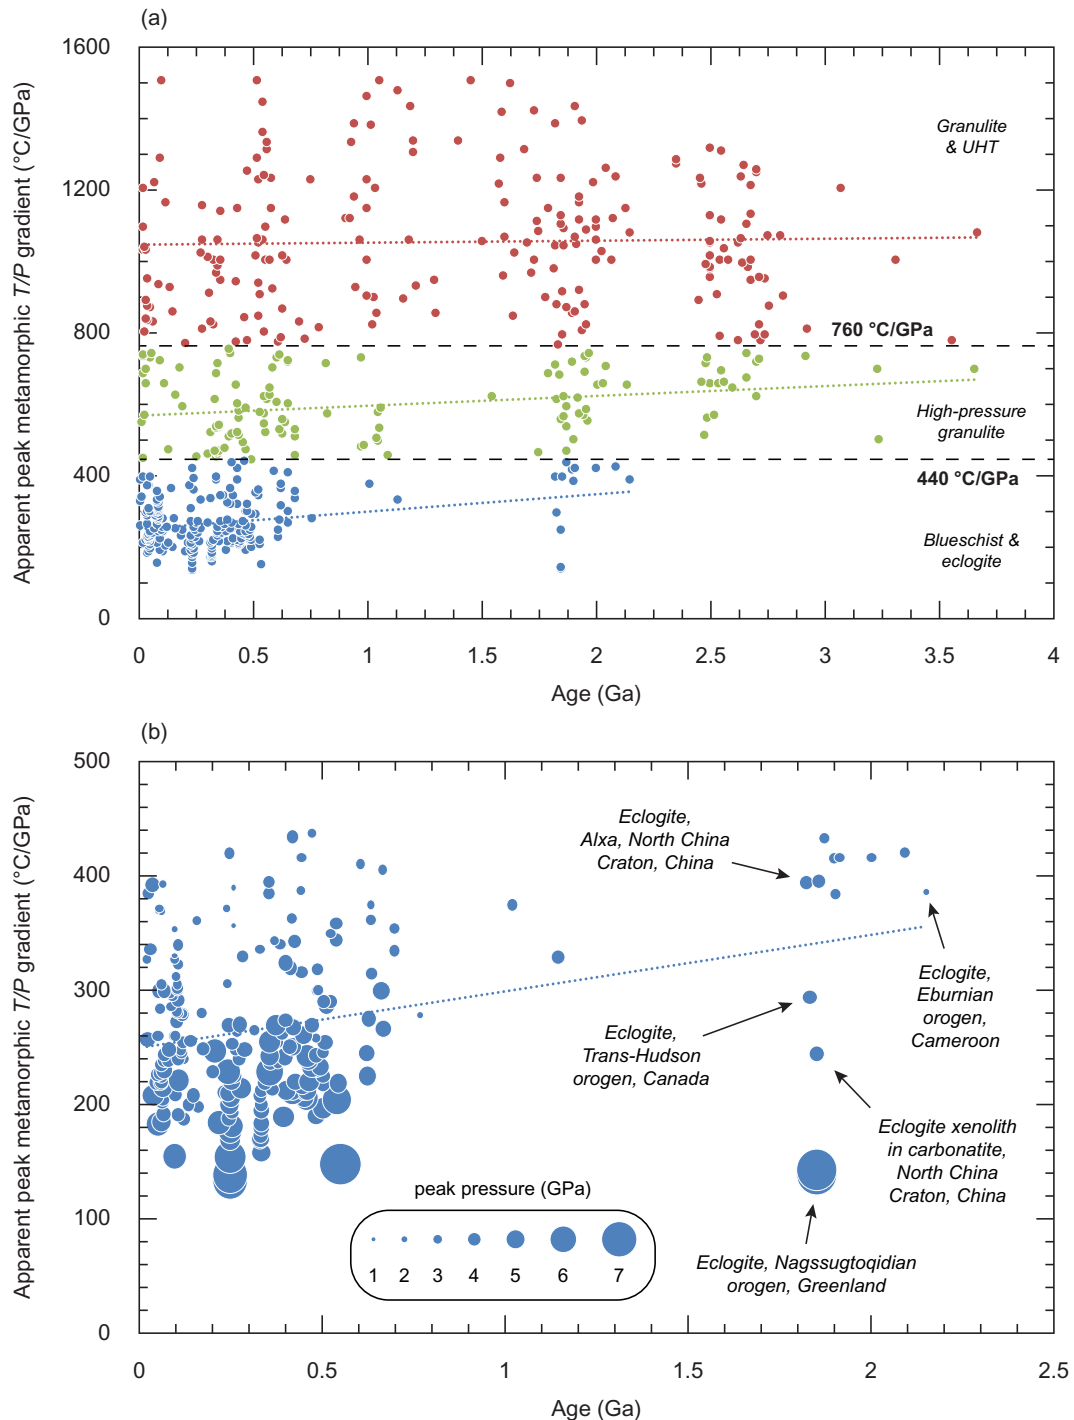 (a)
1600
1200
800
400
0
Apparent peak metamorphic T/P gradient (°C/GPa)
Granulite
& UHT
760 °C/GPa
High-pressure
granulite
440 °C/GPa
Blueschist &
eclogite
0 0.5 1 1.5 2 2.5 3 3.5 4
Age (Ga)
(b)
500
400
300
200
100
0
Apparent peak metamorphic T/P gradient (°C/GPa)
Eclogite,
Alxa, North China
Craton, China
Eclogite,
Eburnian
orogen,
Cameroon
Eclogite,
Trans-Hudson
orogen, Canada
Eclogite xenolith
in carbonatite,
North China
Craton, China
Eclogite, Nagssugtoqidian
orogen, Greenland
peak pressure (GPa)
1 2 3 4 5 6 7
0 0.5 1 1.5 2 2.5
Age (Ga)